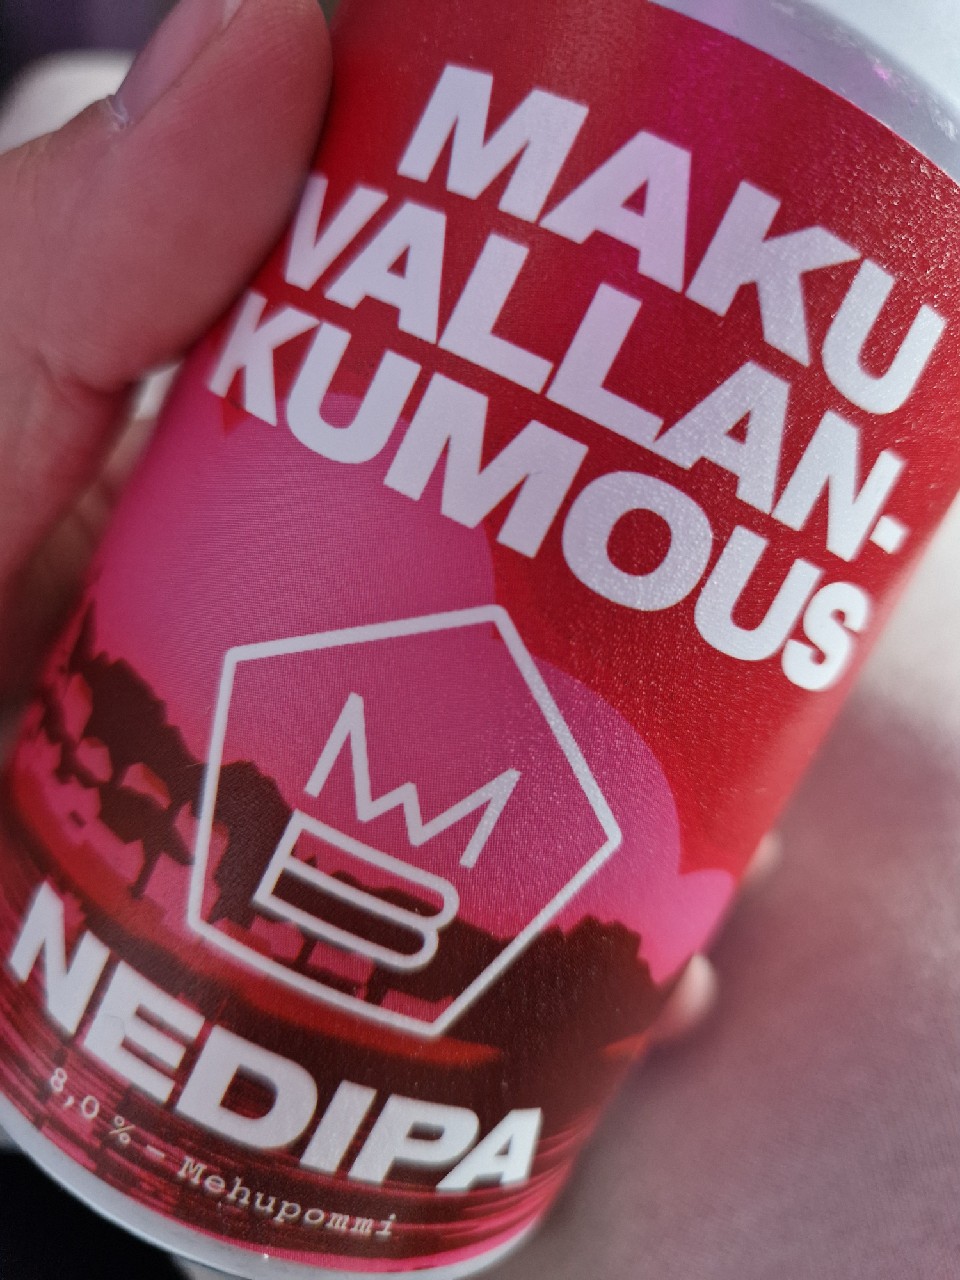 MAKU
VALLAN.
KUMOUS
NEDIPA
8,0 % - Mehupommi